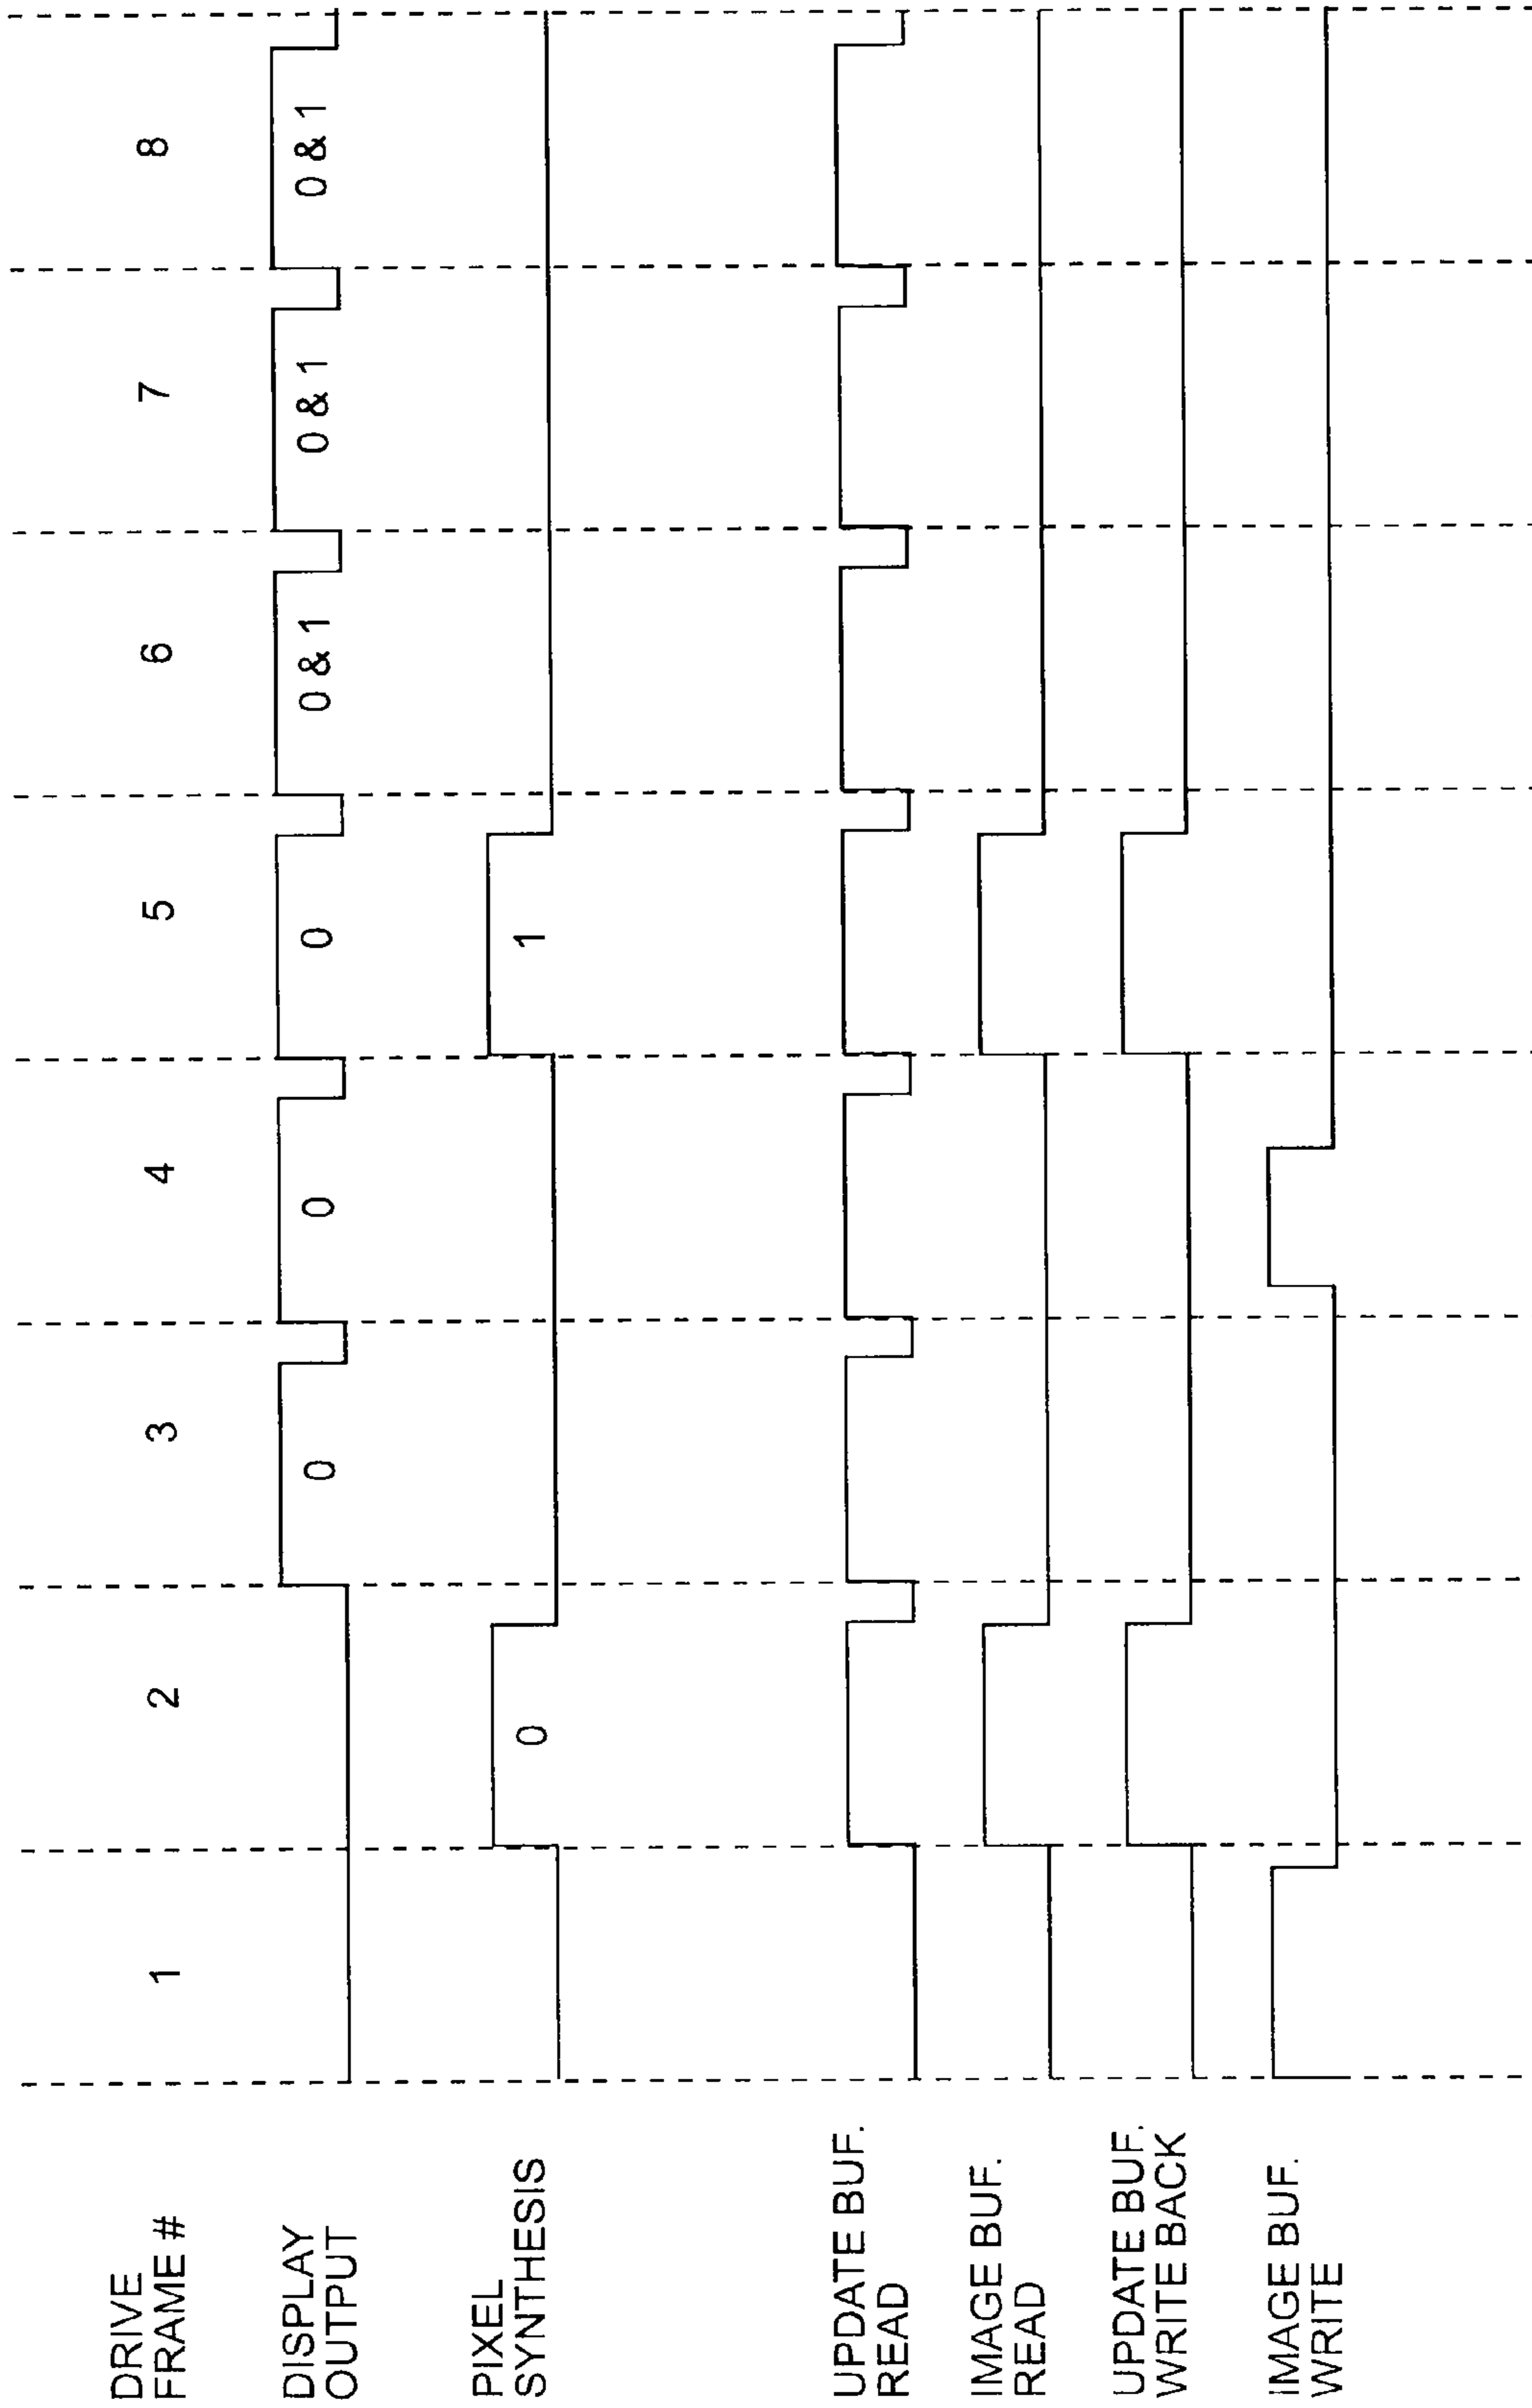 DRIVE
FRAME #
1 2 3 4 5 6 7 8
DISPLAY
OUTPUT
0 0 0 0 & 1 0 & 1 0 & 1
PIXEL
SYNTHESIS
0 1
UPDATE BUF.
READ
IMAGE BUF.
READ
UPDATE BUF.
WRITE BACK
IMAGE BUF.
WRITE